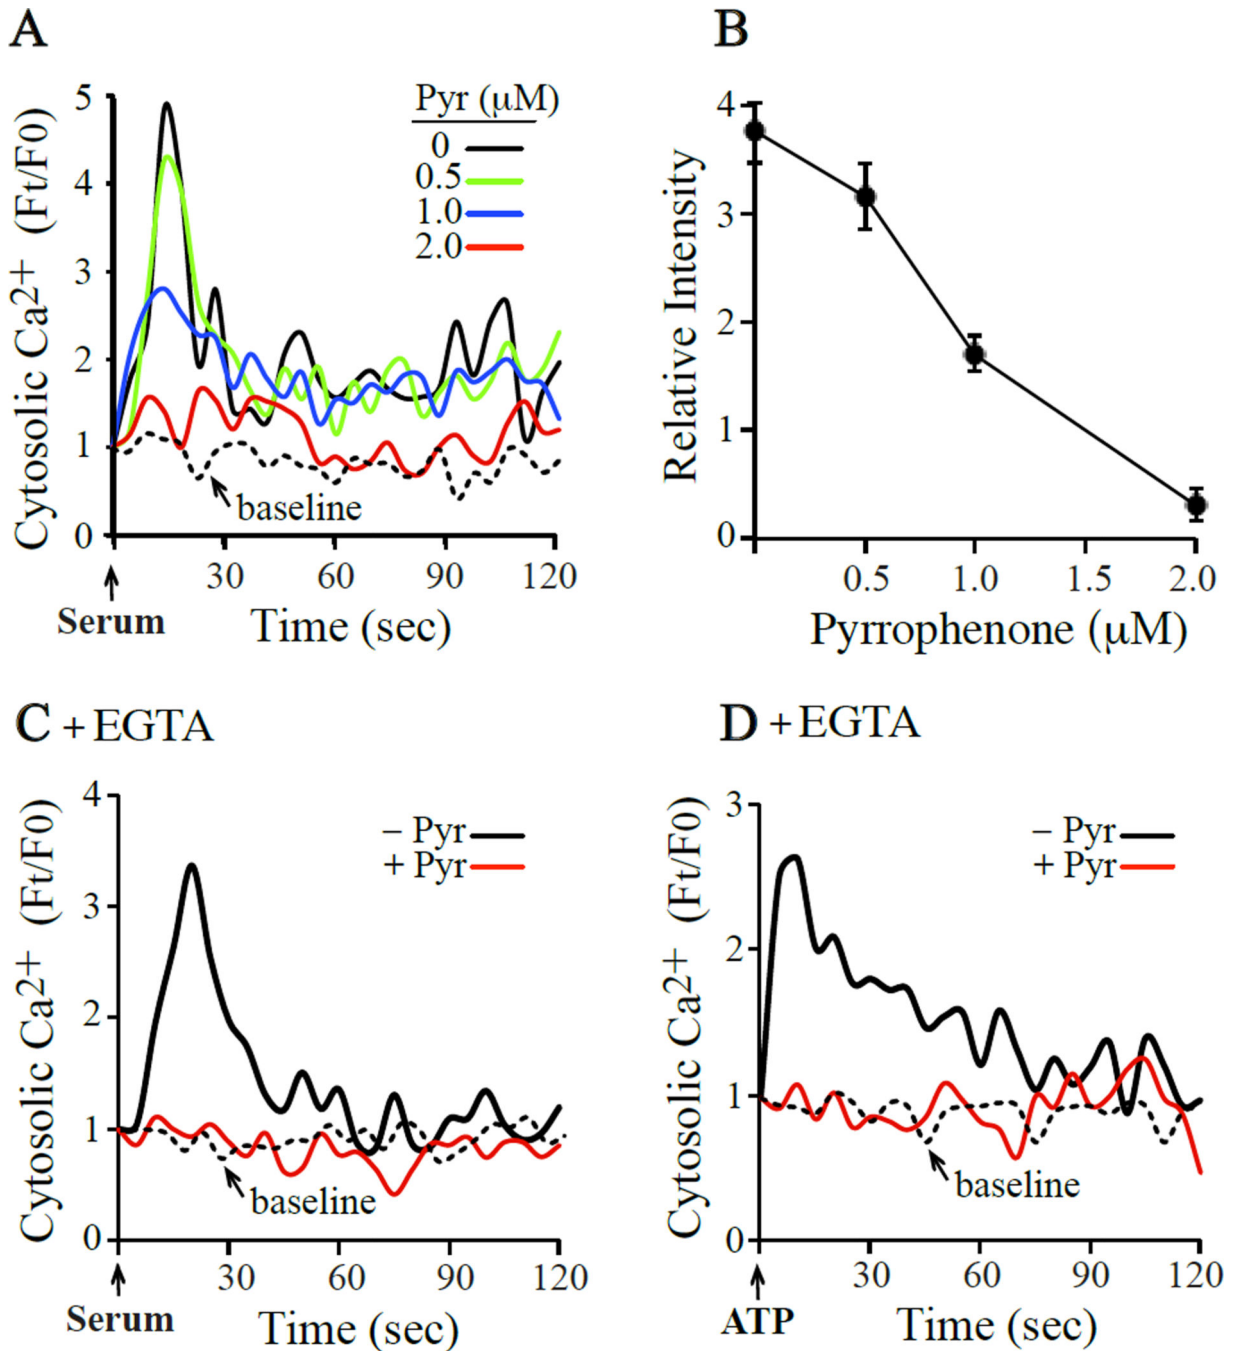 A
Cytosolic Ca2+ (Ft/F0)
5
4
3
2
1
0
Pyr (μM)
0
0.5
1.0
2.0
baseline
30 60 90 120
Serum
Time (sec)
B
Relative Intensity
4
3
2
1
0
0.5 1.0 1.5 2.0
Pyrrophenone (μM)
C + EGTA
Cytosolic Ca2+ (Ft/F0)
4
3
2
1
0
− Pyr
+ Pyr
baseline
30 60 90 120
Serum
Time (sec)
D + EGTA
Cytosolic Ca2+ (Ft/F0)
3
2
1
0
− Pyr
+ Pyr
baseline
30 60 90 120
ATP
Time (sec)